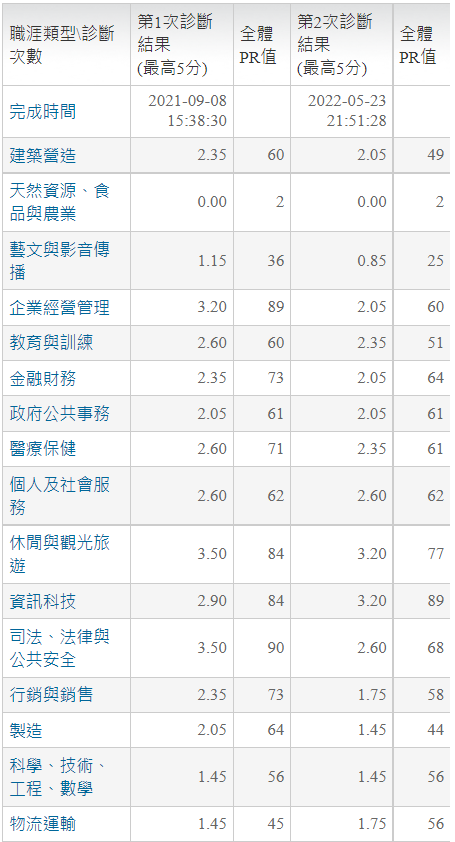 職涯類型\診斷次數 第1次診斷結果(最高5分) 全體PR值 第2次診斷結果(最高5分) 全體PR值
完成時間 2021-09-08 15:38:30 2022-05-23 21:51:28
建築營造 2.35 60 2.05 49
天然資源、食品與農業 0.00 2 0.00 2
藝文與影音傳播 1.15 36 0.85 25
企業經營管理 3.20 89 2.05 60
教育與訓練 2.60 60 2.35 51
金融財務 2.35 73 2.05 64
政府公共事務 2.05 61 2.05 61
醫療保健 2.60 71 2.35 61
個人及社會服務 2.60 62 2.60 62
休閒與觀光旅遊 3.50 84 3.20 77
資訊科技 2.90 84 3.20 89
司法、法律與公共安全 3.50 90 2.60 68
行銷與銷售 2.35 73 1.75 58
製造 2.05 64 1.45 44
科學、技術、工程、數學 1.45 56 1.45 56
物流運輸 1.45 45 1.75 56